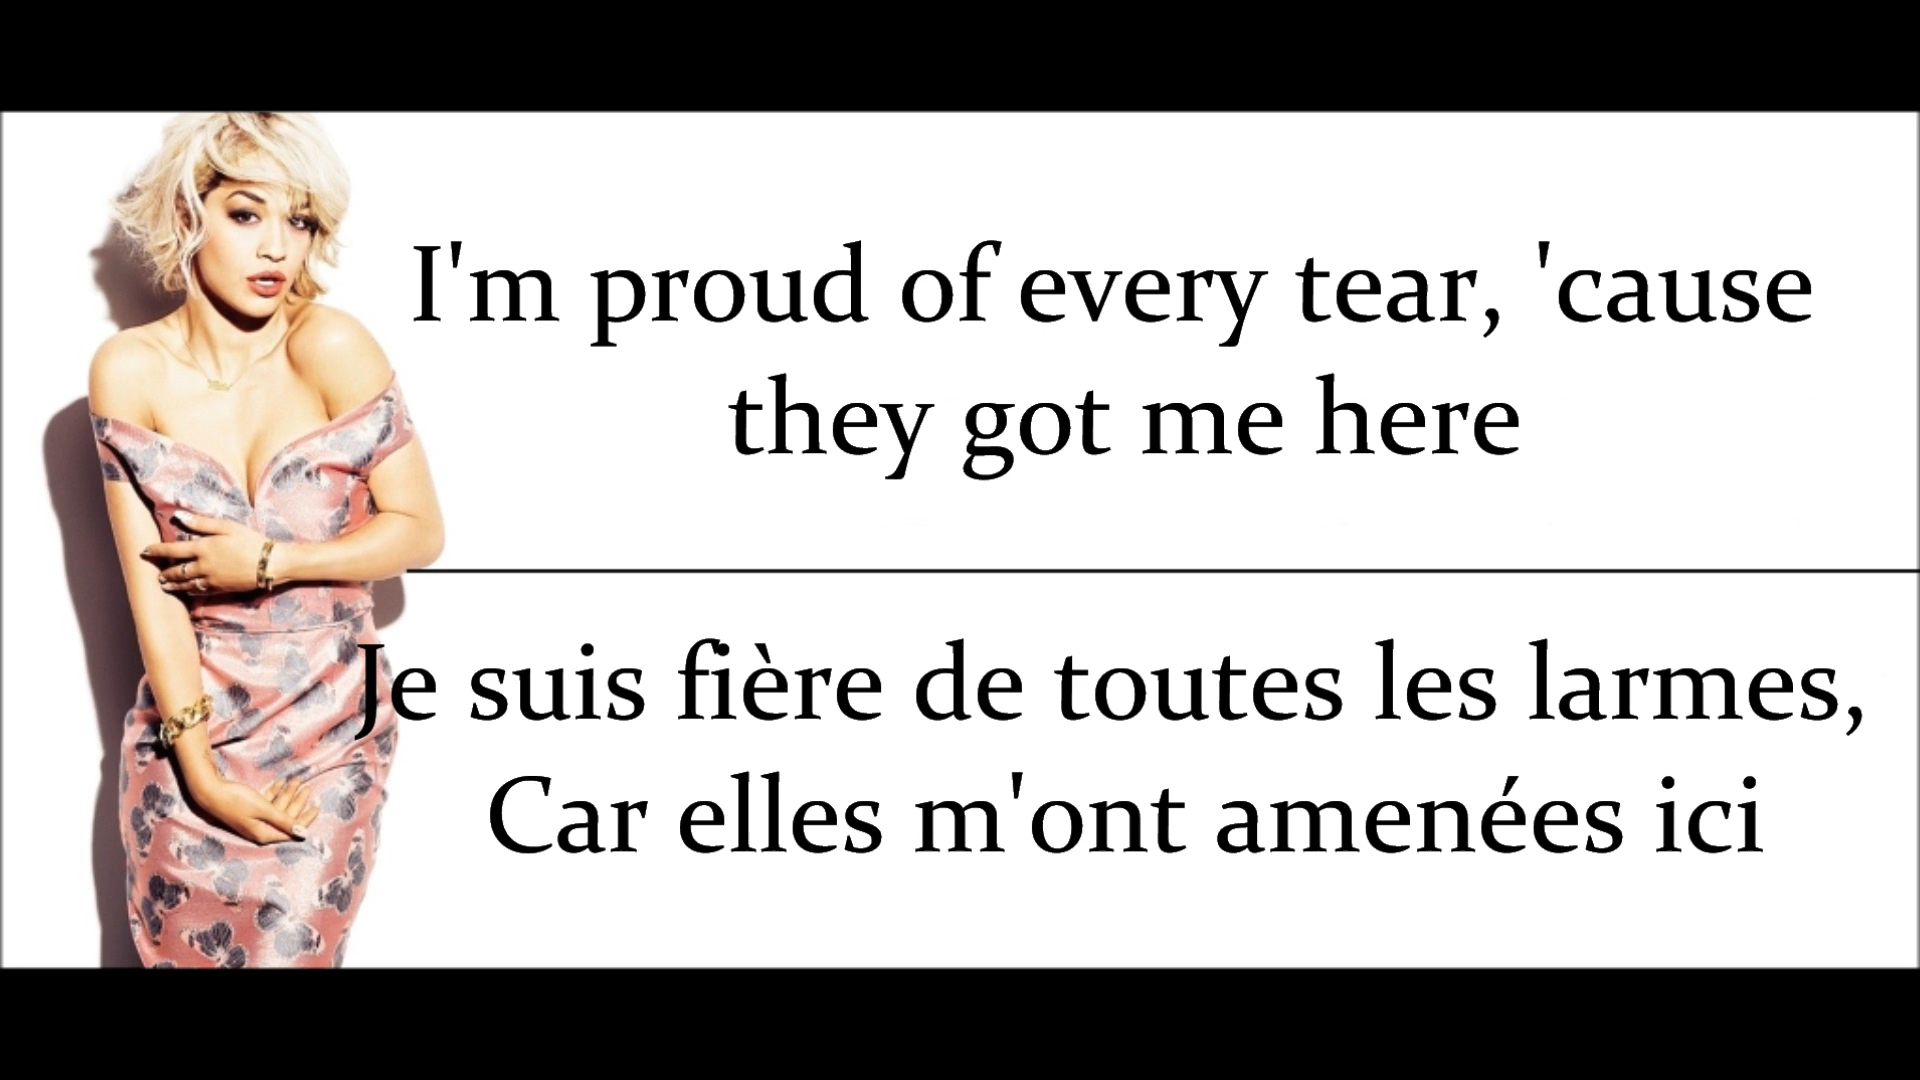 I'm proud of every tear, 'cause
they got me here
Je suis fière de toutes les larmes,
Car elles m'ont amenées ici